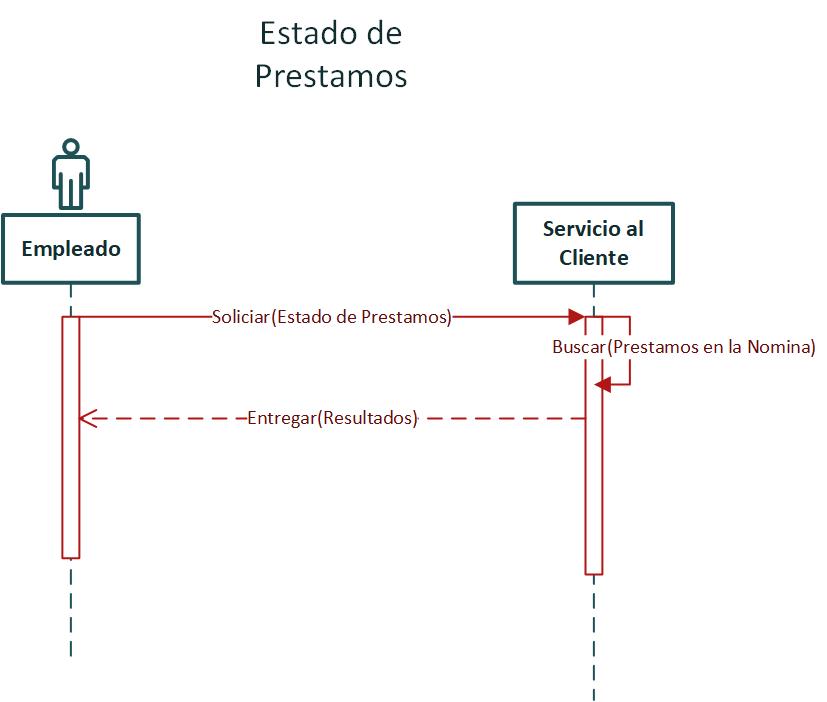 Estado de
Prestamos
Empleado
Servicio al
Cliente
Soliciar(Estado de Prestamos)
Buscar(Prestamos en la Nomina)
Entregar(Resultados)